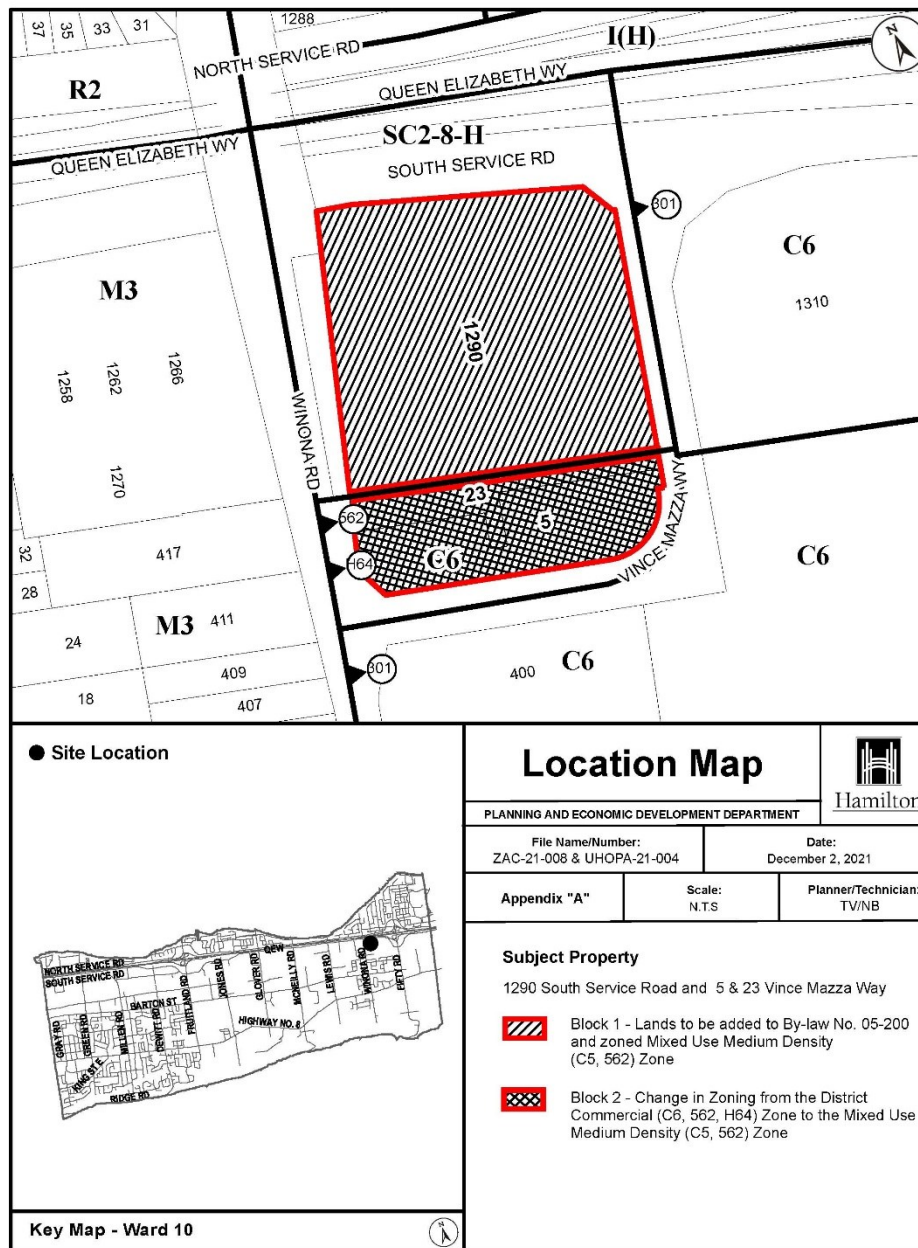 37
35
33
31
1288
NORTH SERVICE RD
I(H)
R2
QUEEN ELIZABETH WY
N
SC2-8-H
QUEEN ELIZABETH WY
SOUTH SERVICE RD
301
C6
M3
1310
1290
1258
1262
1266
WINONA RD
1270
23
562
5
VINCE MAZZA WY
32
417
H64
C6
C6
28
24
M3
411
409
301
400
C6
18
407
Site Location
Location Map
Hamilton
PLANNING AND ECONOMIC DEVELOPMENT DEPARTMENT
File Name/Number:
ZAC-21-008 & UHOPA-21-004
Date:
December 2, 2021
Appendix "A"
Scale:
N.T.S
Planner/Technician:
TV/NB
Subject Property
1290 South Service Road and 5 & 23 Vince Mazza Way
Block 1 - Lands to be added to By-law No. 05-200
and zoned Mixed Use Medium Density
(C5, 562) Zone
Block 2 - Change in Zoning from the District
Commercial (C6, 562, H64) Zone to the Mixed Use
Medium Density (C5, 562) Zone
NORTH SERVICE RD
SOUTH SERVICE RD
QEW
BARTON ST
HIGHWAY NO. 8
GRAY RD
GREEN RD
MILLEN RD
DEWITT RD
FRUITLAND RD
JONES RD
GLOVER RD
MCNEILLY RD
LEWIS RD
WINONA RD
FIFTY RD
KING ST E
RIDGE RD
Key Map - Ward 10
N